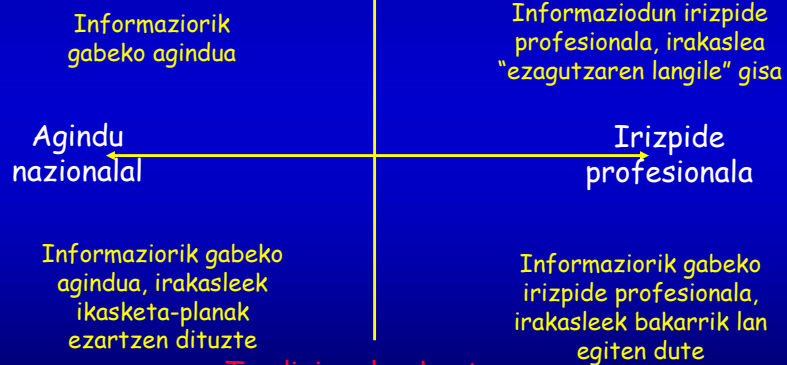 Informaziorik
gabeko agindua
Informaziodun irizpide
profesionala, irakaslea
“ezagutzaren langile” gisa
Agindu
nazionalal
Irizpide
profesionala
Informaziorik gabeko
agindua, irakasleek
ikasketa-planak
ezartzen dituzte
Informaziorik gabeko
irizpide profesionala,
irakasleek bakarrik lan
egiten dute